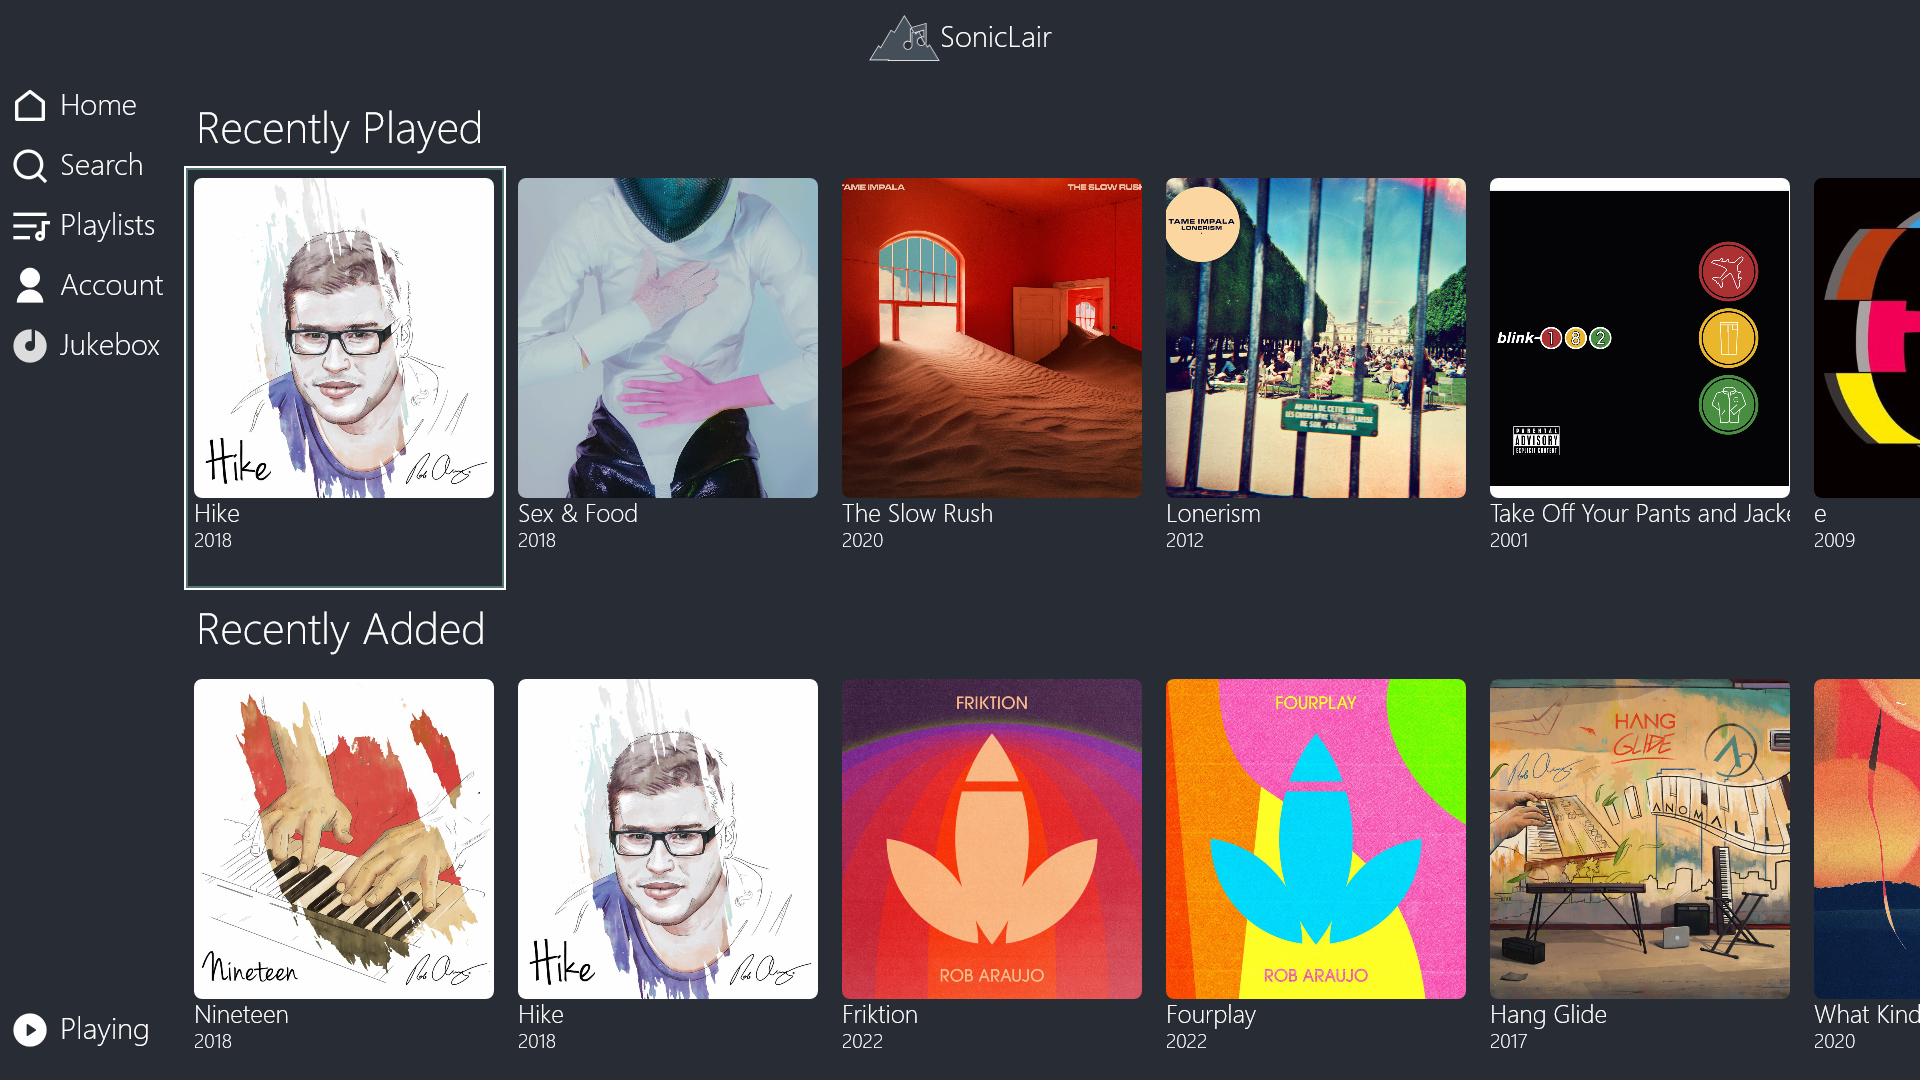 SonicLair
Home
Search
Playlists
Account
Jukebox
Playing
Recently Played
Hike
TAME IMPALA
THE SLOW RUSH
TAME IMPALA
LONERISM
blink-182
PARENTAL
ADVISORY
EXPLICIT CONTENT
Hike
2018
Sex & Food
2018
The Slow Rush
2020
Lonerism
2012
Take Off Your Pants and Jacke
2001
e
2009
Recently Added
Nineteen
Hike
FRIKTION
ROB ARAUJO
FOURPLAY
ROB ARAUJO
HANG
GLIDE
ANOMALIE
Nineteen
2018
Hike
2018
Friktion
2022
Fourplay
2022
Hang Glide
2017
What Kind
2020